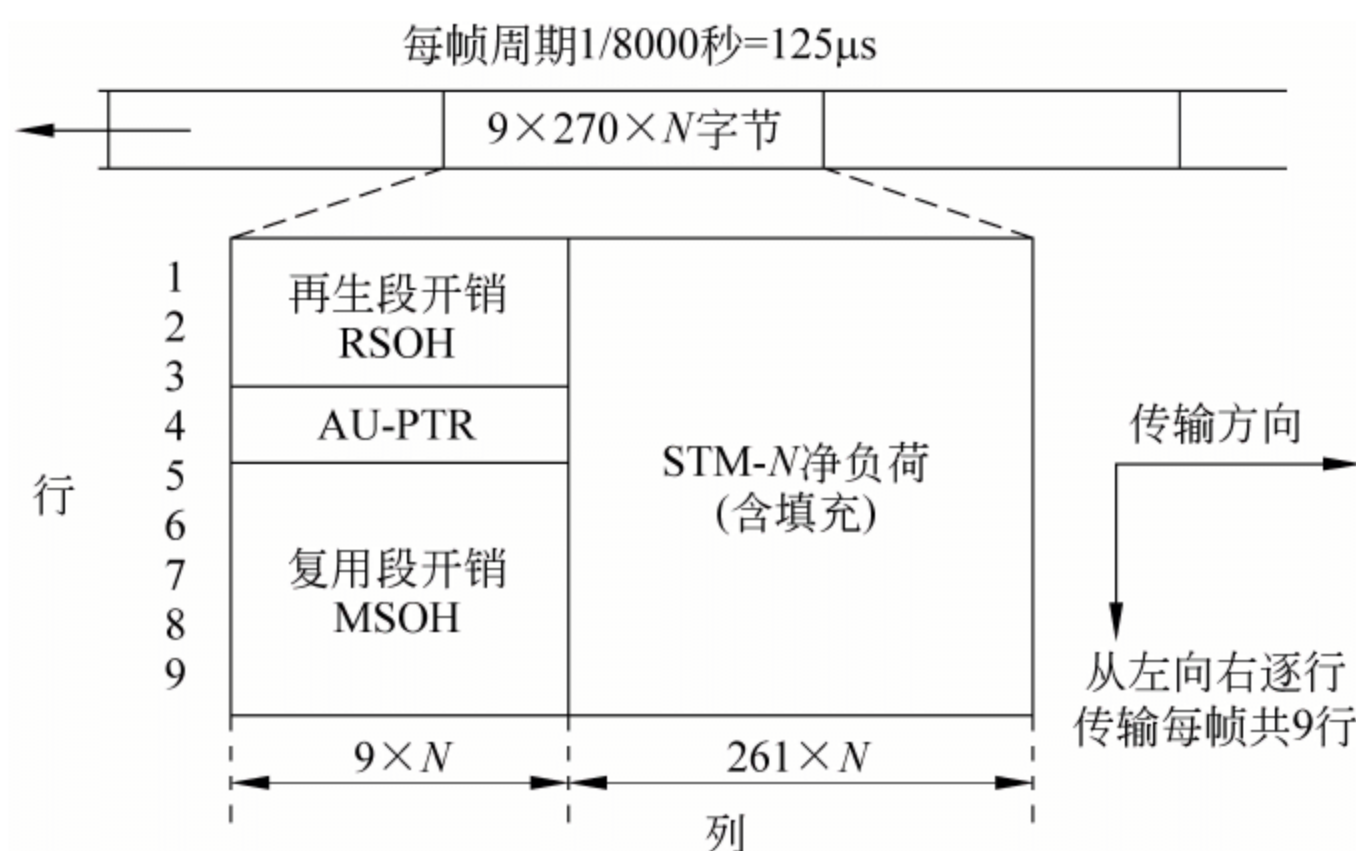 每帧周期1/8000秒=125μs
9×270×N字节
1
2
3
4
5
6
7
8
9
行
再生段开销
RSOH
AU-PTR
复用段开销
MSOH
STM-N净负荷
(含填充)
传输方向
从左向右逐行
传输每帧共9行
9×N
261×N
列